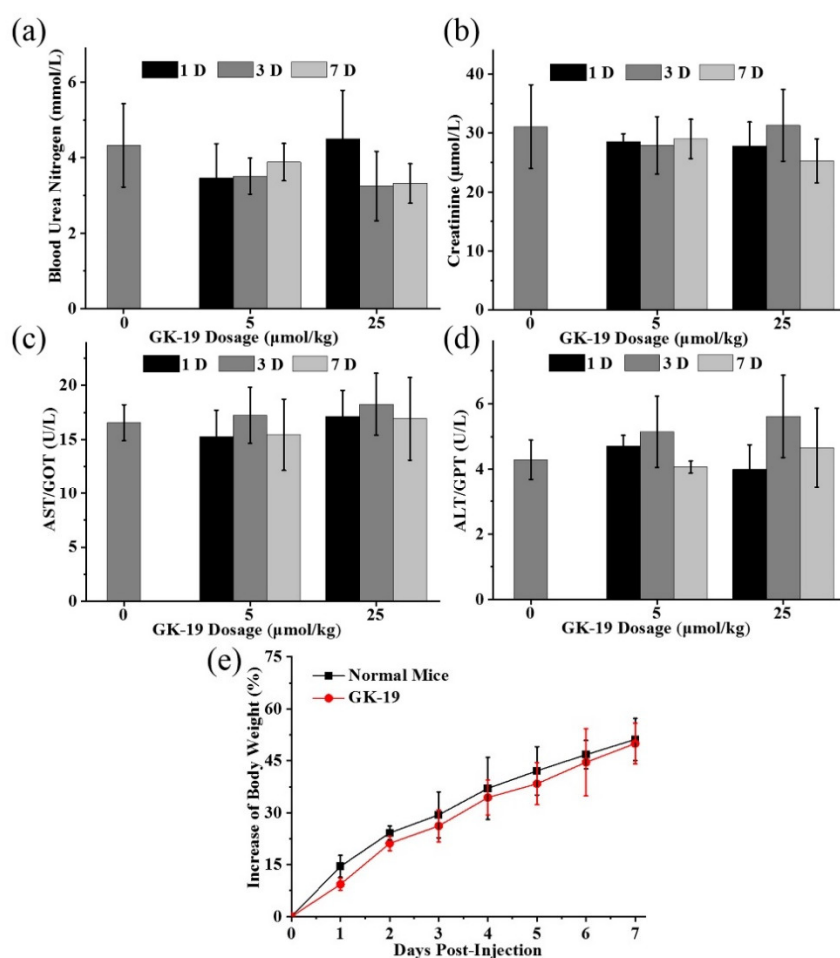 (a)
Blood Urea Nitrogen (mmol/L)
6
4
2
0
1 D 3 D 7 D
0 5 25
GK-19 Dosage (μmol/kg)
(b)
Creatinine (μmol/L)
40
30
20
10
0
1 D 3 D 7 D
0 5 25
GK-19 Dosage (μmol/kg)
(c)
AST/GOT (U/L)
20
15
10
5
0
1 D 3 D 7 D
0 5 25
GK-19 Dosage (μmol/kg)
(d)
ALT/GPT (U/L)
6
4
2
0
1 D 3 D 7 D
0 5 25
GK-19 Dosage (μmol/kg)
(e)
Increase of Body Weight (%)
75
60
45
30
15
0
Normal Mice
GK-19
0 1 2 3 4 5 6 7
Days Post-Injection